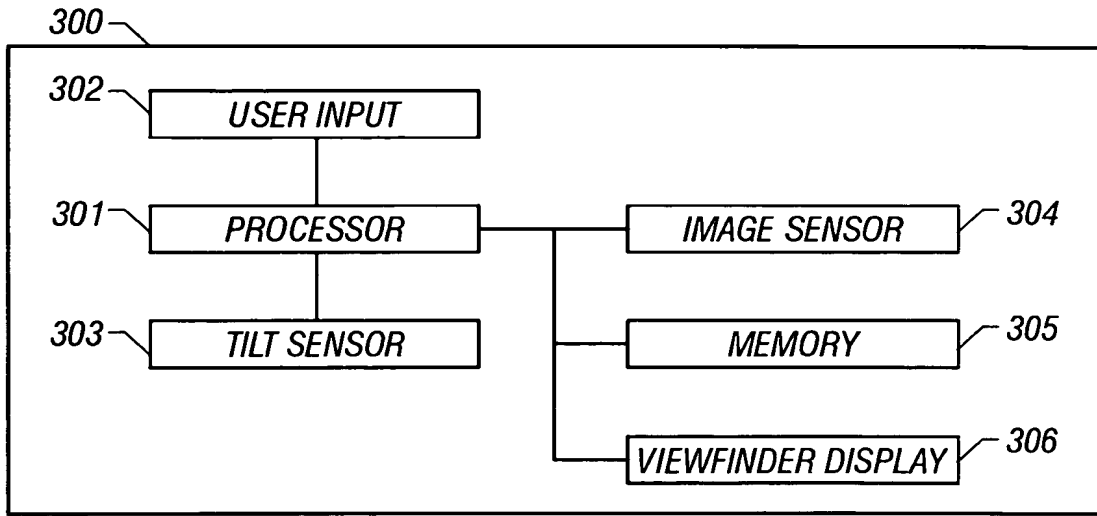 300
302 USER INPUT
301 PROCESSOR IMAGE SENSOR 304
303 TILT SENSOR MEMORY 305
VIEWFINDER DISPLAY 306